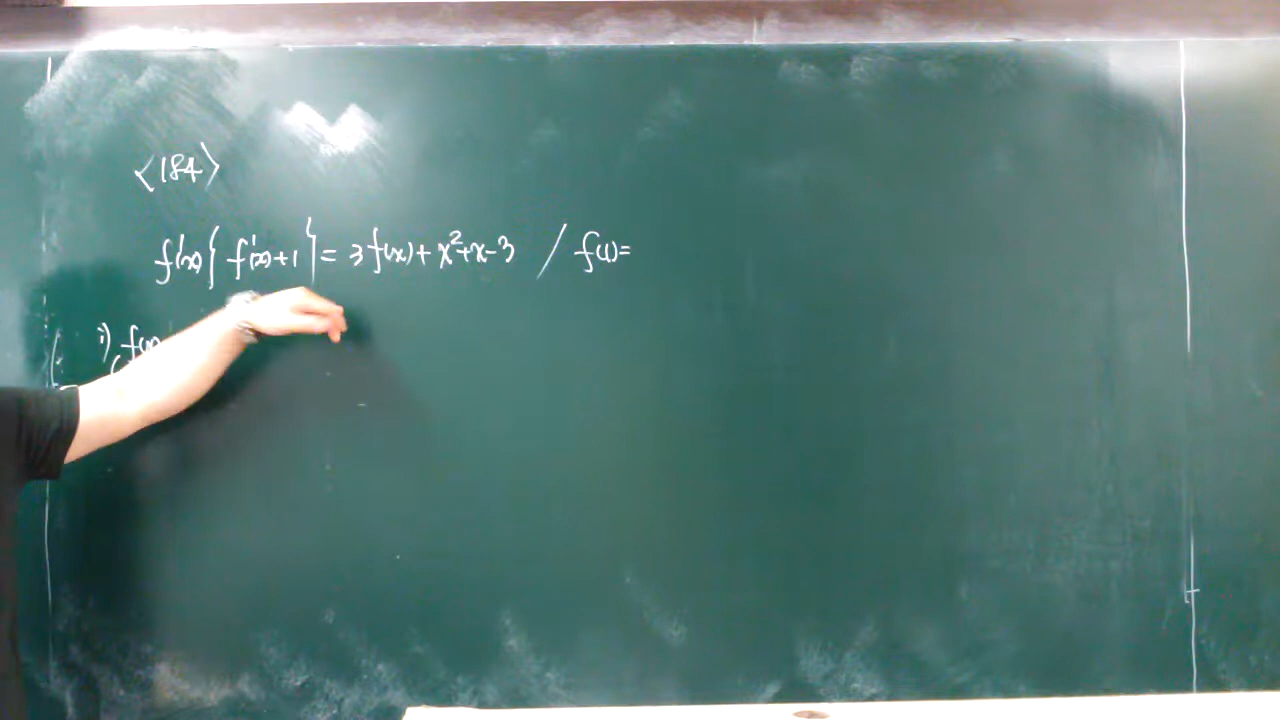 <184>
f'(x){f'(x)+1}=3f(x)+x²+x-3 / f(1)=
i) f(x)